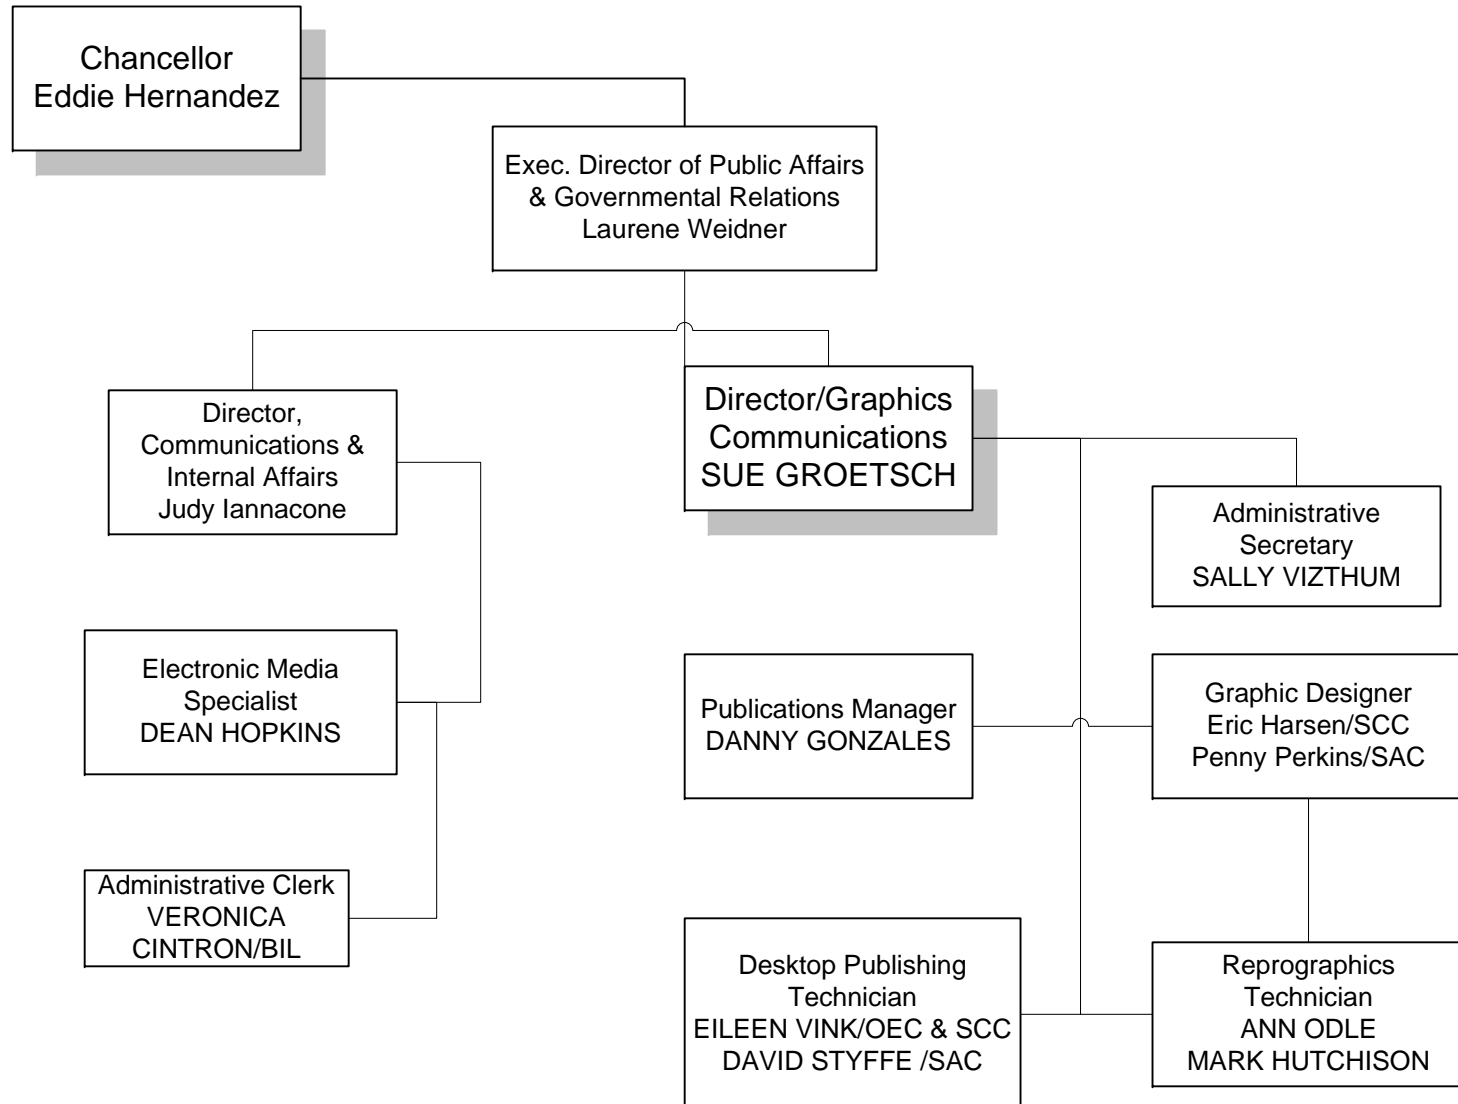 Chancellor
Eddie Hernandez
Exec. Director of Public Affairs
& Governmental Relations
Laurene Weidner
Director,
Communications &
Internal Affairs
Judy Iannacone
Director/Graphics
Communications
SUE GROETSCH
Administrative
Secretary
SALLY VIZTHUM
Electronic Media
Specialist
DEAN HOPKINS
Publications Manager
DANNY GONZALES
Graphic Designer
Eric Harsen/SCC
Penny Perkins/SAC
Administrative Clerk
VERONICA
CINTRON/BIL
Desktop Publishing
Technician
EILEEN VINK/OEC & SCC
DAVID STYFFE /SAC
Reprographics
Technician
ANN ODLE
MARK HUTCHISON